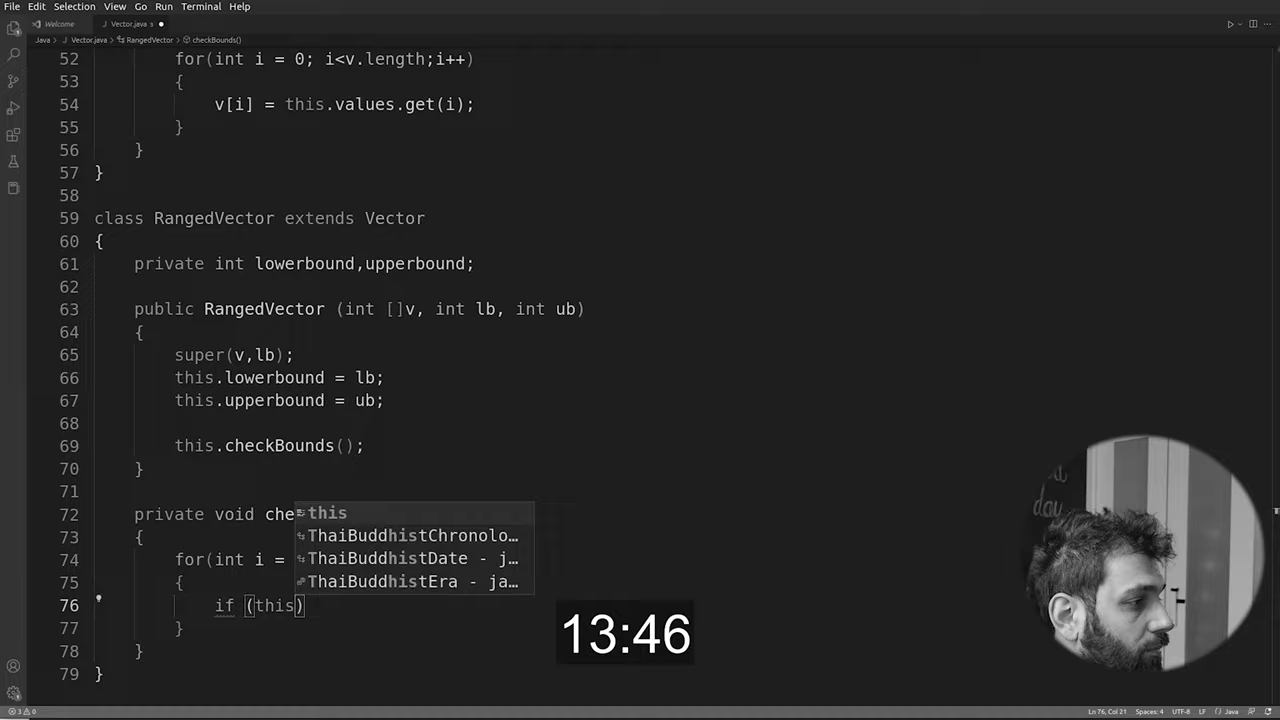 File Edit Selection View Go Run Terminal Help
Welcome
J Vector.java 3
Java > J Vector.java > RangedVector > checkBounds()
52 for(int i = 0; i<v.length;i++)
53 {
54 v[i] = this.values.get(i);
55 }
56 }
57 }
58
59 class RangedVector extends Vector
60 {
61 private int lowerbound,upperbound;
62
63 public RangedVector (int []v, int lb, int ub)
64 {
65 super(v,lb);
66 this.lowerbound = lb;
67 this.upperbound = ub;
68
69 this.checkBounds();
70 }
71
72 private void che
73 {
74 for(int i =
75 {
76 if (this)
77 }
78 }
79 }
this
ThaiBuddhistChronolo…
ThaiBuddhistDate - j…
ThaiBuddhistEra - ja…
13:46
day
3 0
Ln 76, Col 21 Spaces: 4 UTF-8 LF {} Java